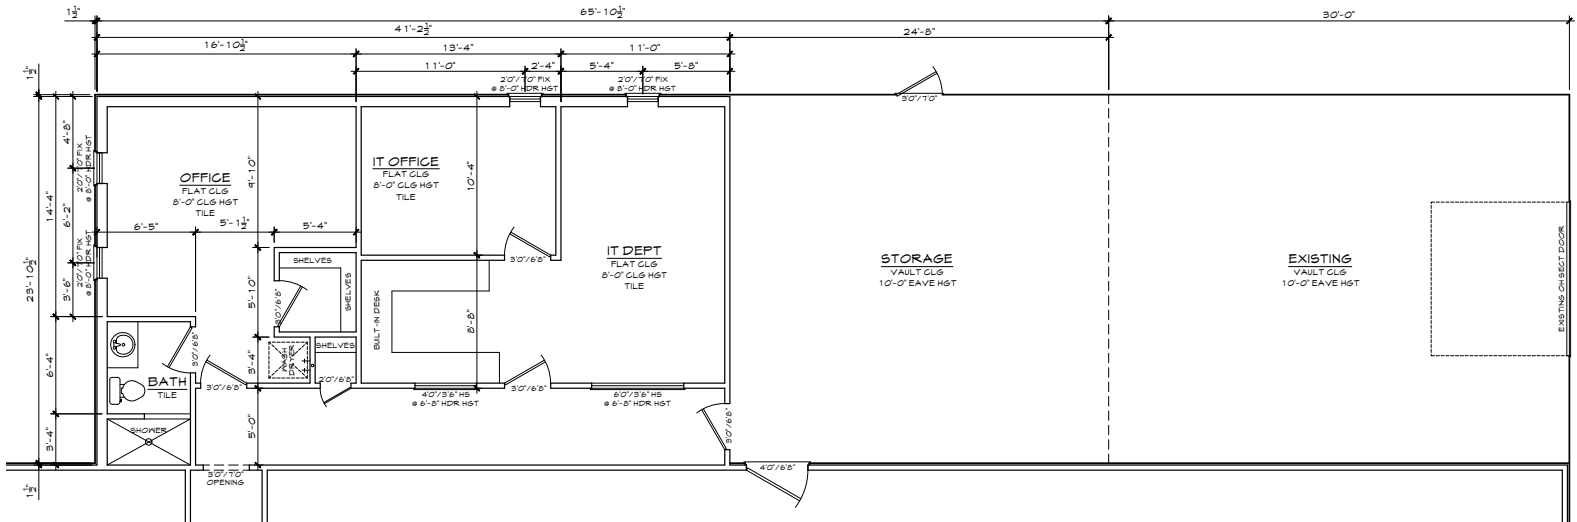 1½"
65'-10½"
30'-0"
41'-2½"
24'-8"
16'-10½"
13'-4"
11'-0"
11'-0"
2'-4"
5'-4"
5'-8"
1½"
2'0"/1'0" FIX
@ 8'-0" HDR HGT
2'0"/1'0" FIX
@ 8'-0" HDR HGT
3'0"/7'0"
4'-8"
2'0"/1'0" FIX
@ 8'-0" HDR HGT
9'-10"
IT OFFICE
FLAT CLG
8'-0" CLG HGT
TILE
10'-4"
OFFICE
FLAT CLG
8'-0" CLG HGT
TILE
14'-4"
6'-2"
6'-5"
5'-1½"
5'-4"
23'-10½"
2'0"/1'0" FIX
@ 8'-0" HDR HGT
3'-6"
SHELVES
SHELVES
3'0"/6'8"
5'-10"
3'0"/6'8"
IT DEPT
FLAT CLG
8'-0" CLG HGT
TILE
STORAGE
VAULT CLG
10'-0" EAVE HGT
EXISTING
VAULT CLG
10'-0" EAVE HGT
EXISTING OH SECT DOOR
BUILT-IN DESK
8'-8"
6'-4"
3'0"/6'8"
3'-4"
WASH
DRYER
SHELVES
BATH
TILE
3'0"/6'8"
2'0"/6'8"
4'0"/3'6" HS
@ 6'-8" HDR HGT
3'0"/6'8"
6'0"/3'6" HS
@ 6'-8" HDR HGT
3'0"/6'8"
3'-4"
SHOWER
5'-0"
4'0"/6'8"
3'0"/7'0"
OPENING
1½"